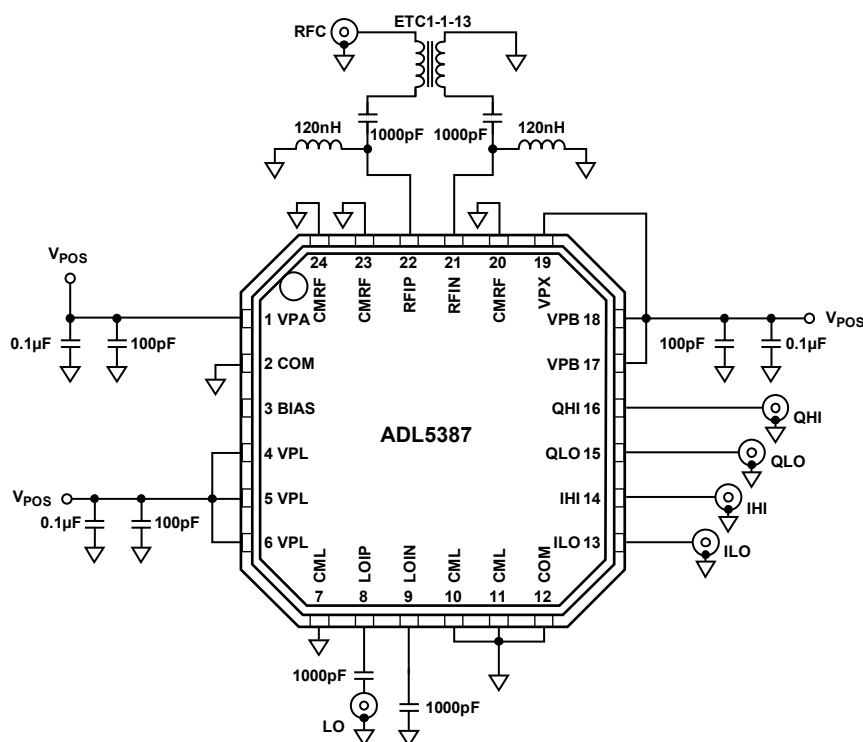 ETC1-1-13
RFC
120nH
1000pF
1000pF
120nH
24
23
22
21
20
19
CMRF
CMRF
RFIP
RFIN
CMRF
VPX
VPOS
1 VPA
VPB 18
VPOS
0.1µF
100pF
100pF
0.1µF
2 COM
VPB 17
3 BIAS
QHI 16
QHI
ADL5387
4 VPL
QLO 15
QLO
VPOS
5 VPL
IHI 14
IHI
0.1µF
100pF
6 VPL
ILO 13
ILO
CML
LOIP
LOIN
CML
CML
COM
7
8
9
10
11
12
1000pF
1000pF
LO